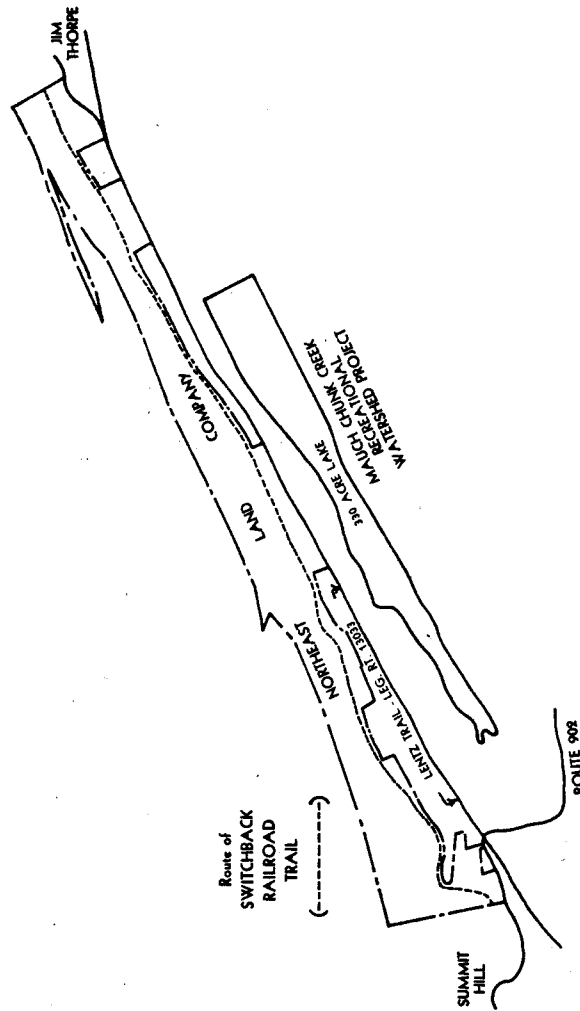 JIM
THORPE
COMPANY
LAND
NORTHEAST
330 ACRE LAKE
MAUCH CHUNK CREEK
RECREATIONAL
WATERSHED PROJECT
LENTZ TRAIL - LEG. RT. 13033
Route of
SWITCHBACK
RAILROAD
TRAIL
ROUTE 902
SUMMIT
HILL